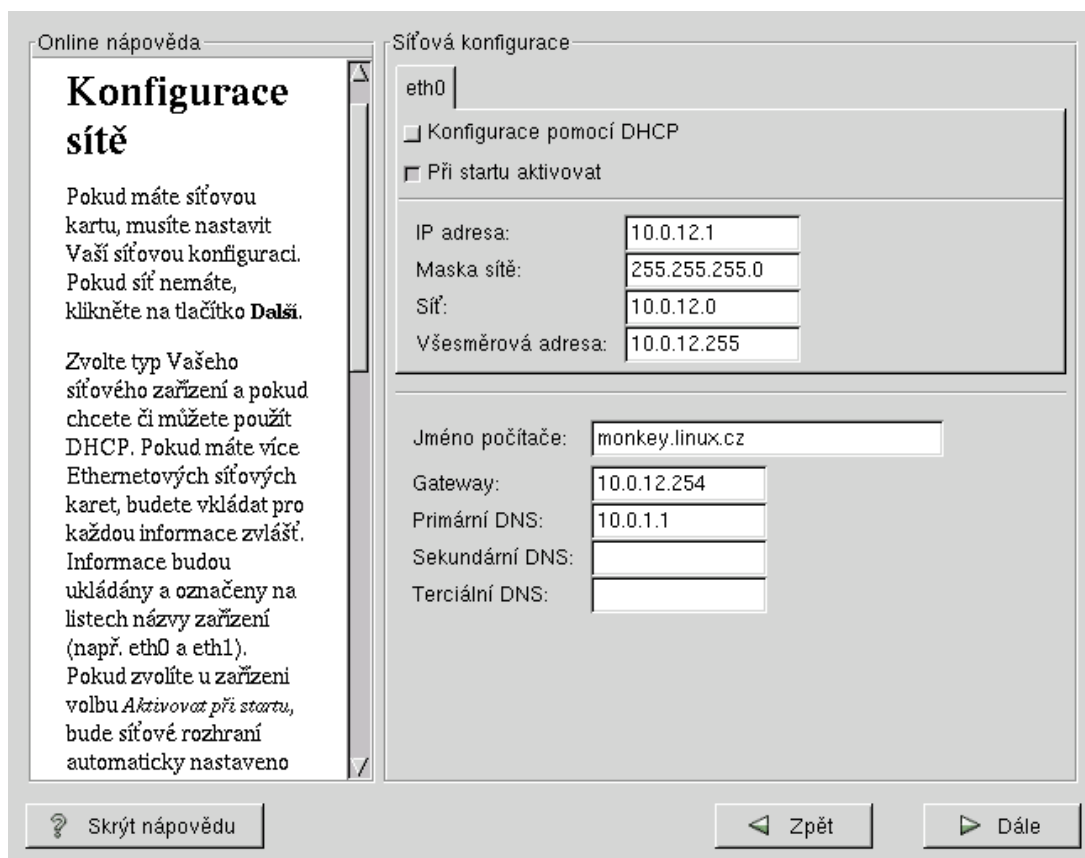 Online nápověda
Konfigurace
sítě
Pokud máte síťovou
kartu, musíte nastavit
Vaší síťovou konfiguraci.
Pokud síť nemáte,
klikněte na tlačítko Další.
Zvolte typ Vašeho
síťového zařízení a pokud
chcete či můžete použít
DHCP. Pokud máte více
Ethernetových síťových
karet, budete vkládat pro
každou informace zvlášť.
Informace budou
ukládány a označeny na
listech názvy zařízení
(např. eth0 a eth1).
Pokud zvolíte u zařízeni
volbu Aktivovat při startu,
bude síťové rozhraní
automaticky nastaveno
Síťová konfigurace
eth0
Konfigurace pomocí DHCP
Při startu aktivovat
IP adresa: 10.0.12.1
Maska sítě: 255.255.255.0
Síť: 10.0.12.0
Všesměrová adresa: 10.0.12.255
Jméno počítače: monkey.linux.cz
Gateway: 10.0.12.254
Primární DNS: 10.0.1.1
Sekundární DNS:
Terciální DNS:
? Skrýt nápovědu
Zpět
Dále